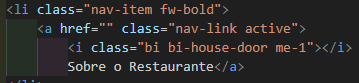 <li class="nav-item fw-bold">
<a href="" class="nav-link active">
<i class="bi bi-house-door me-1"></i>
Sobre o Restaurante</a>
</li>